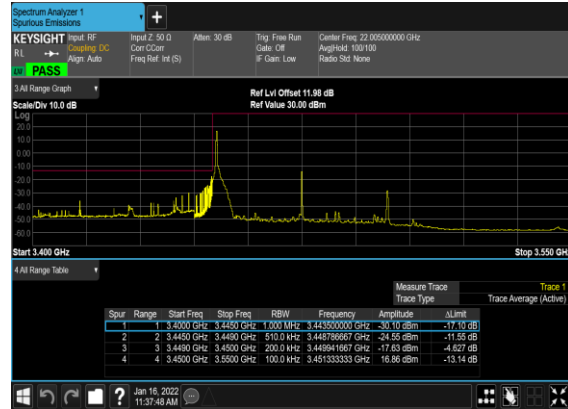 Spectrum Analyzer 1
Spurious Emissions
KEYSIGHT Input: RF Input Z: 50 Ω Atten: 30 dB Trig: Free Run Center Freq: 22.005000000 GHz
RL Coupling: DC Corr CCorr Gate: Off Avg|Hold: 100/100
Align: Auto Freq Ref: Int (S) IF Gain: Low Radio Std: None
PASS
3 All Range Graph
Ref Lvl Offset 11.98 dB
Scale/Div 10.0 dB Ref Value 30.00 dBm
Log
20.0
10.0
0.00
-10.0
-20.0
-30.0
-40.0
-50.0
-60.0
Start 3.400 GHz Stop 3.550 GHz
4 All Range Table
Measure Trace Trace 1
Trace Type Trace Average (Active)
Spur Range Start Freq Stop Freq RBW Frequency Amplitude ΔLimit
1 1 3.4000 GHz 3.4450 GHz 1.000 MHz 3.443500000 GHz -30.10 dBm -17.10 dB
2 2 3.4450 GHz 3.4490 GHz 510.0 kHz 3.448786667 GHz -24.55 dBm -11.55 dB
3 3 3.4490 GHz 3.4500 GHz 200.0 kHz 3.449941667 GHz -17.63 dBm -4.627 dB
4 4 3.4500 GHz 3.5500 GHz 100.0 kHz 3.451333333 GHz 16.86 dBm -13.14 dB
Jan 16, 2022
11:37:48 AM